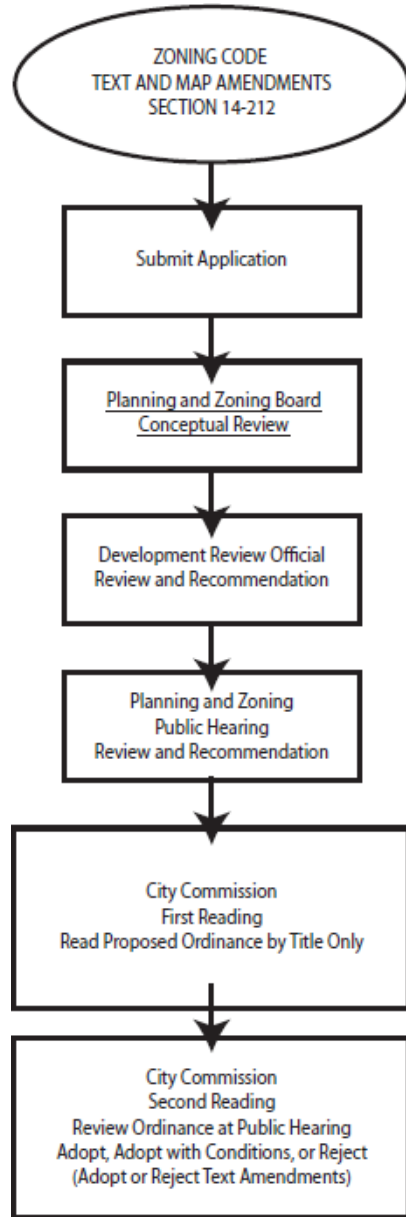 ZONING CODE
TEXT AND MAP AMENDMENTS
SECTION 14-212
Submit Application
Planning and Zoning Board
Conceptual Review
Development Review Official
Review and Recommendation
Planning and Zoning
Public Hearing
Review and Recommendation
City Commission
First Reading
Read Proposed Ordinance by Title Only
City Commission
Second Reading
Review Ordinance at Public Hearing
Adopt, Adopt with Conditions, or Reject
(Adopt or Reject Text Amendments)